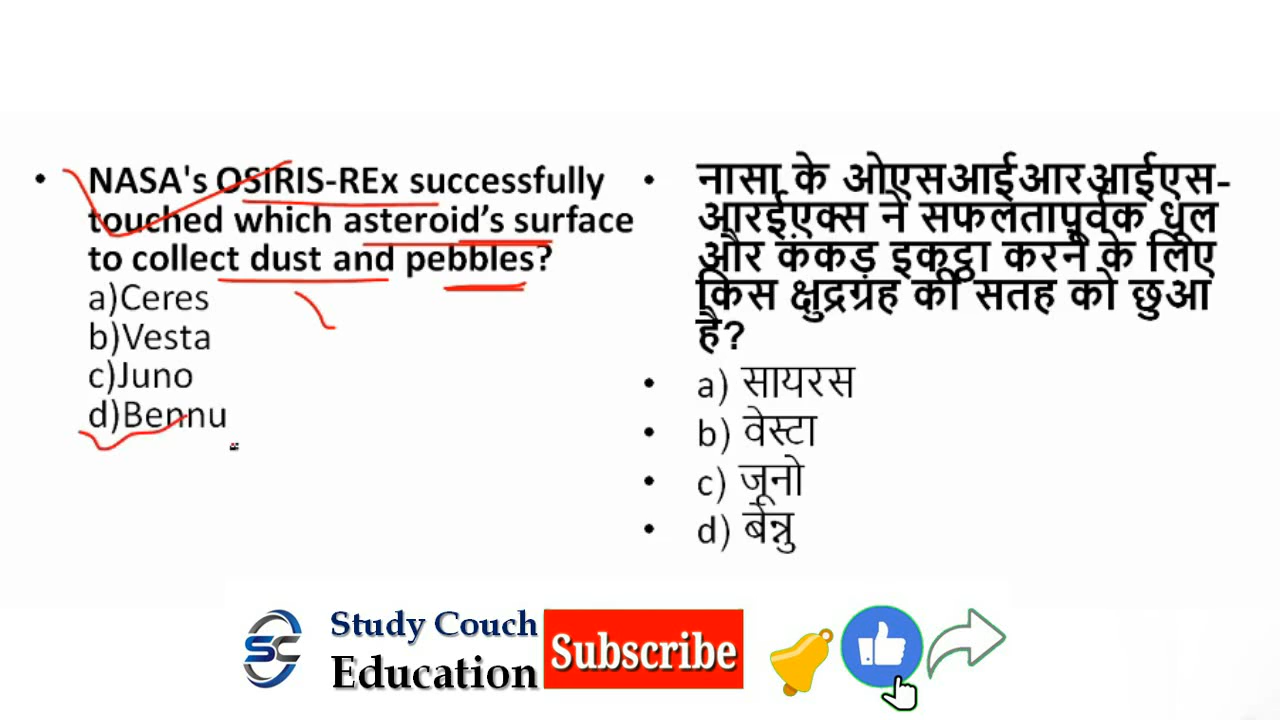 NASA's OSIRIS-REx successfully
touched which asteroid's surface
to collect dust and pebbles?
a)Ceres
b)Vesta
c)Juno
d)Bennu
नासा के ओएसआईआरआईएस-
आरईएक्स ने सफलतापूर्वक धूल
और कंकड़ इकट्ठा करने के लिए
किस क्षुद्रग्रह की सतह को छुआ
है?
a) सायरस
b) वेस्टा
c) जूनो
d) बेन्नु
SC
Study Couch
Education
Subscribe